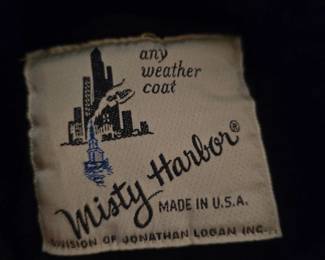 any
weather
coat
Misty Harbor®
MADE IN U.S.A.
DIVISION OF JONATHAN LOGAN INC.